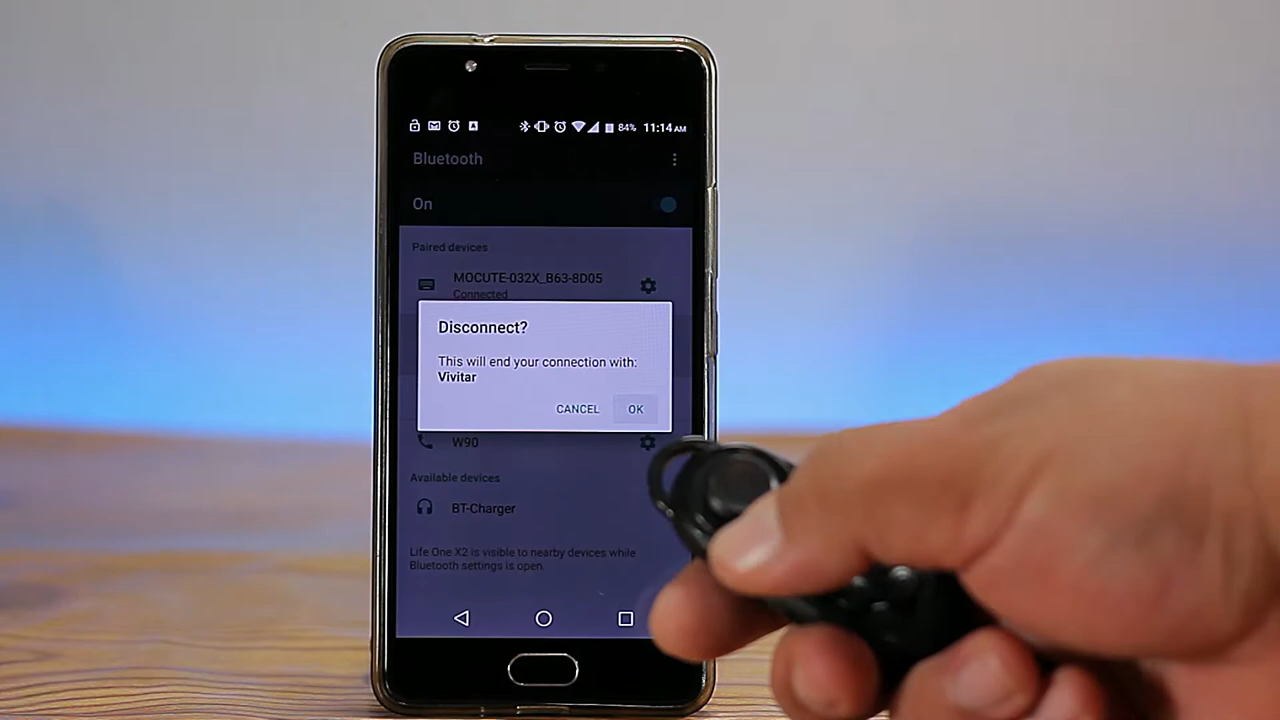 84% 11:14 AM
Bluetooth
On
Paired devices
MOCUTE-032X_B63-8D05
Connected
Disconnect?
This will end your connection with:
Vivitar
CANCEL OK
W90
Available devices
BT-Charger
Life One X2 is visible to nearby devices while
Bluetooth settings is open.